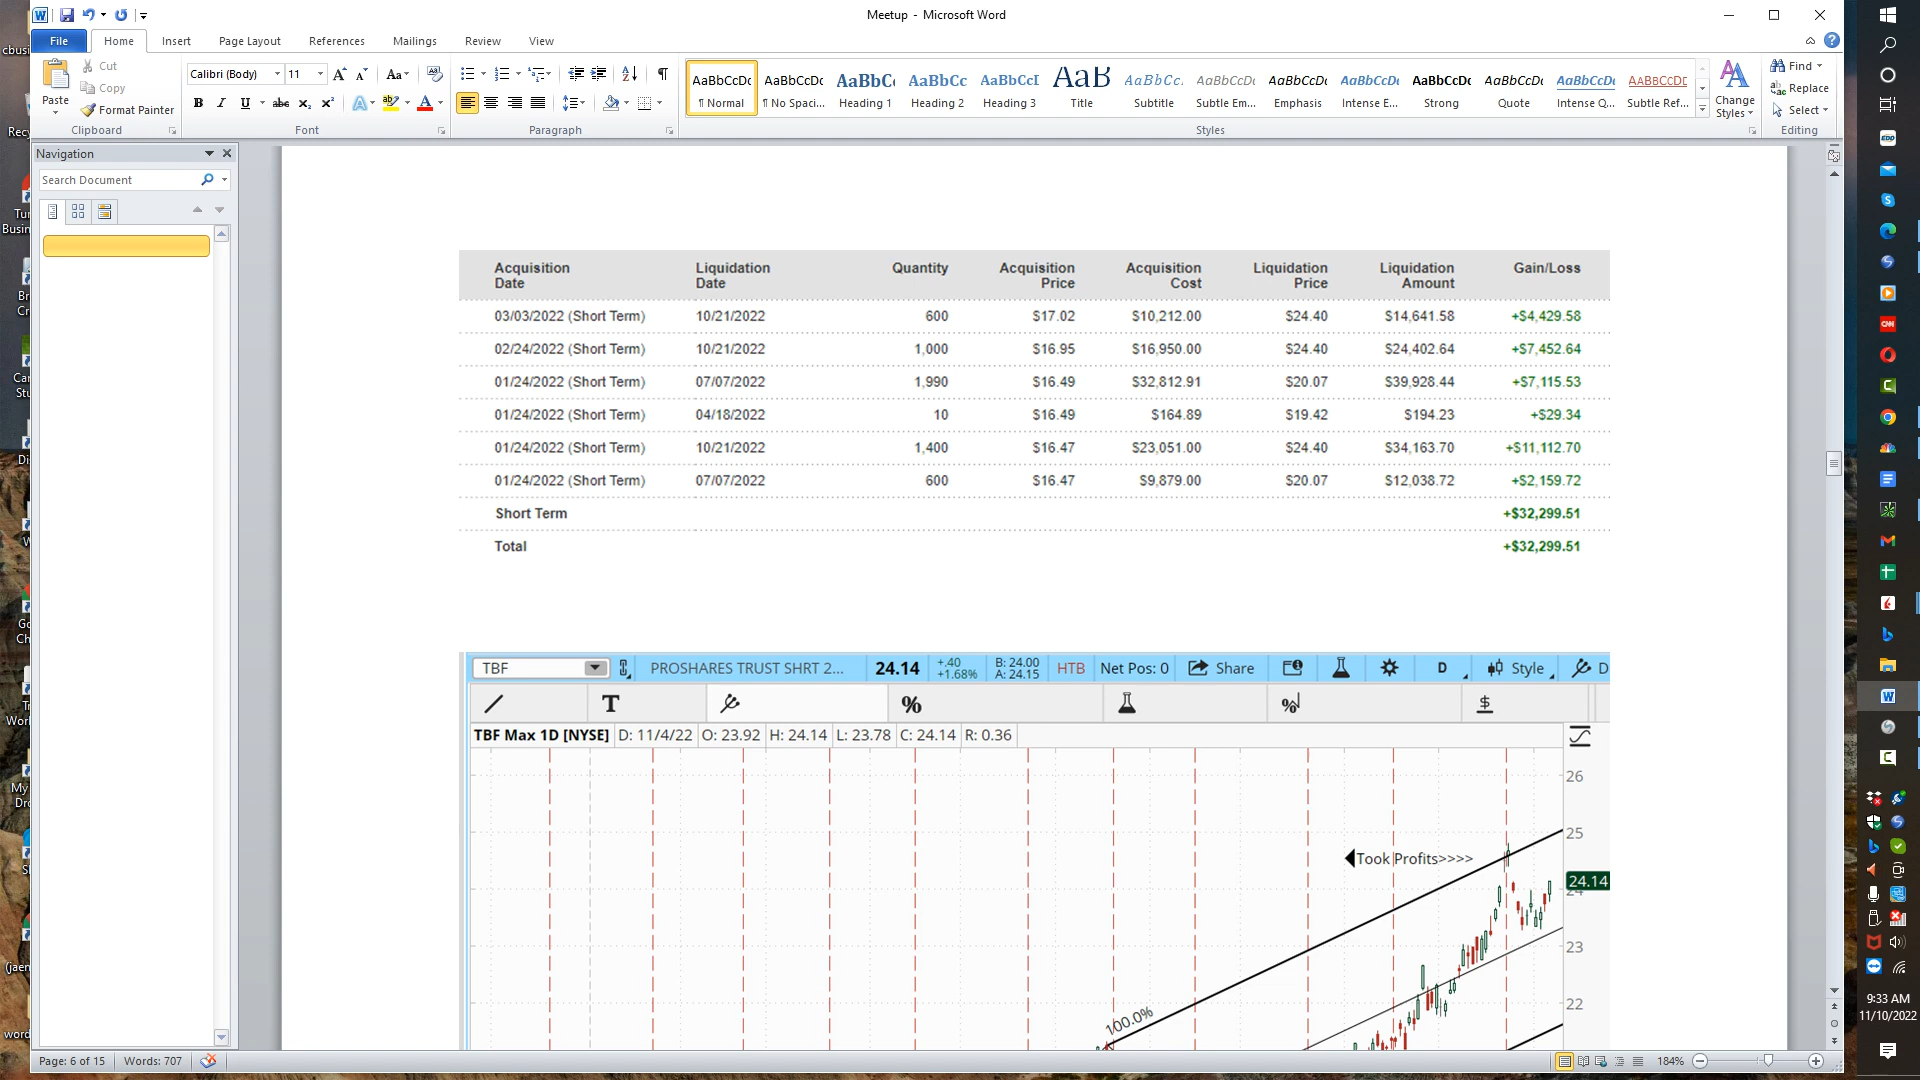 Meetup - Microsoft Word
File Home Insert Page Layout References Mailings Review View
Paste
Cut
Copy
Format Painter
Clipboard
Calibri (Body) 11
Font
Paragraph
AaBbCcDc AaBbCcDc AaBbC AaBbCc AaBbCcI AaB AaBbCc. AaBbCcDc AaBbCcDc AaBbCcDc AaBbCcDc AaBbCcDc AaBbCcDc AABBCCDE
¶ Normal ¶ No Spaci... Heading 1 Heading 2 Heading 3 Title Subtitle Subtle Em... Emphasis Intense E... Strong Quote Intense Q... Subtle Ref...
Styles
Change
Styles
Find
Replace
Select
Editing
Navigation
Search Document
Acquisition Date Liquidation Date Quantity Acquisition Price Acquisition Cost Liquidation Price Liquidation Amount Gain/Loss
03/03/2022 (Short Term) 10/21/2022 600 $17.02 $10,212.00 $24.40 $14,641.58 +$4,429.58
02/24/2022 (Short Term) 10/21/2022 1,000 $16.95 $16,950.00 $24.40 $24,402.64 +$7,452.64
01/24/2022 (Short Term) 07/07/2022 1,990 $16.49 $32,812.91 $20.07 $39,928.44 +$7,115.53
01/24/2022 (Short Term) 04/18/2022 10 $16.49 $164.89 $19.42 $194.23 +$29.34
01/24/2022 (Short Term) 10/21/2022 1,400 $16.47 $23,051.00 $24.40 $34,163.70 +$11,112.70
01/24/2022 (Short Term) 07/07/2022 600 $16.47 $9,879.00 $20.07 $12,038.72 +$2,159.72
Short Term +$32,299.51
Total +$32,299.51
TBF PROSHARES TRUST SHRT 2... 24.14 +.40 +1.68% B: 24.00 A: 24.15 HTB Net Pos: 0 Share D Style D
TBF Max 1D [NYSE] D: 11/4/22 O: 23.92 H: 24.14 L: 23.78 C: 24.14 R: 0.36
26
25
Took Profits>>>>
24.14
23
22
100.0%
Page: 6 of 15 Words: 707
184%
9:33 AM
11/10/2022